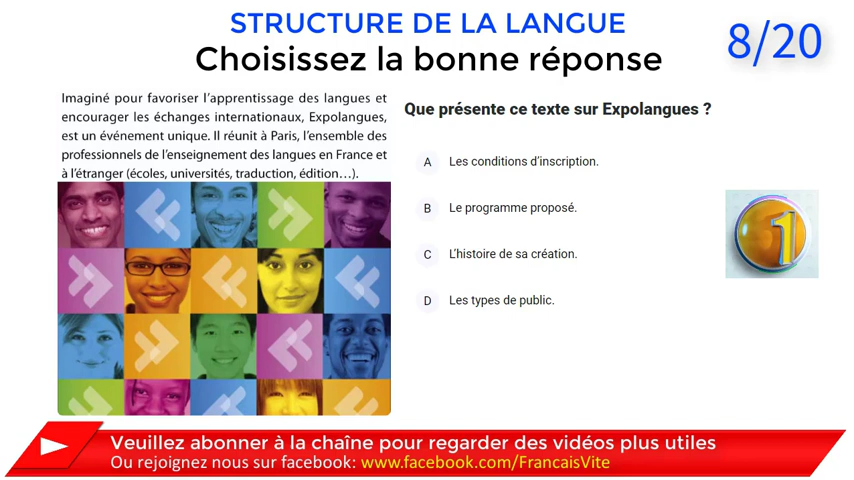 STRUCTURE DE LA LANGUE
Choisissez la bonne réponse
8/20
Imaginé pour favoriser l'apprentissage des langues et
encourager les échanges internationaux, Expolangues,
est un événement unique. Il réunit à Paris, l'ensemble des
professionnels de l'enseignement des langues en France et
à l'étranger (écoles, universités, traduction, édition…).
Que présente ce texte sur Expolangues ?
A Les conditions d'inscription.
B Le programme proposé.
C L'histoire de sa création.
D Les types de public.
1
Veuillez abonner à la chaîne pour regarder des vidéos plus utiles
Ou rejoignez nous sur facebook: www.facebook.com/FrancaisVite